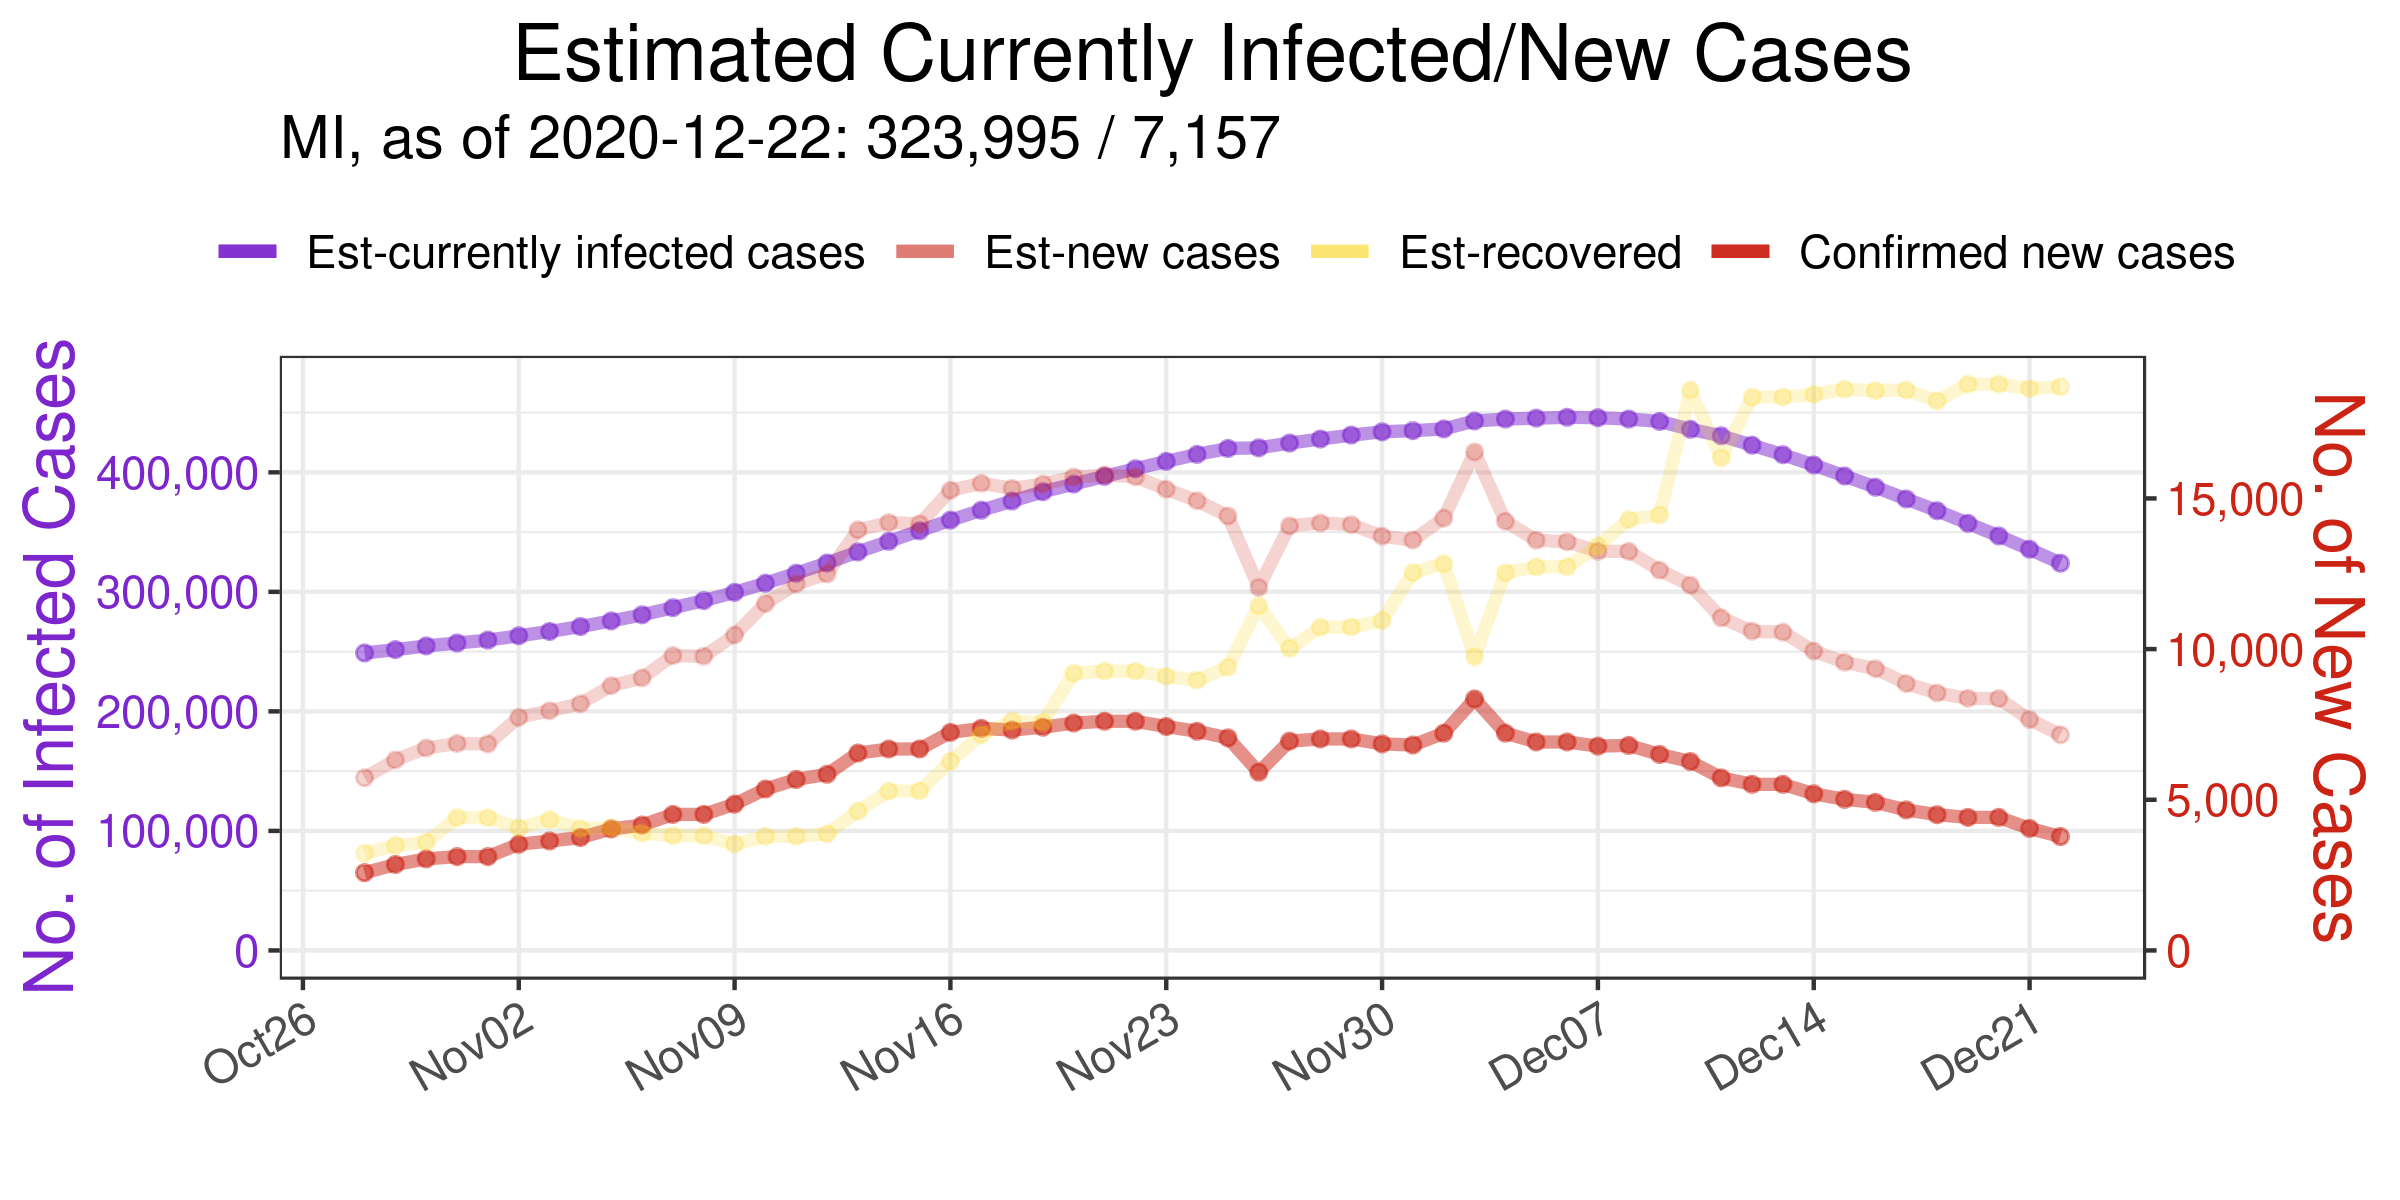 Estimated Currently Infected/New Cases
MI, as of 2020-12-22: 323,995 / 7,157
Est-currently infected cases Est-new cases Est-recovered Confirmed new cases
No. of Infected Cases
400,000
300,000
200,000
100,000
0
15,000
10,000
5,000
0
No. of New Cases
Oct26 Nov02 Nov09 Nov16 Nov23 Nov30 Dec07 Dec14 Dec21